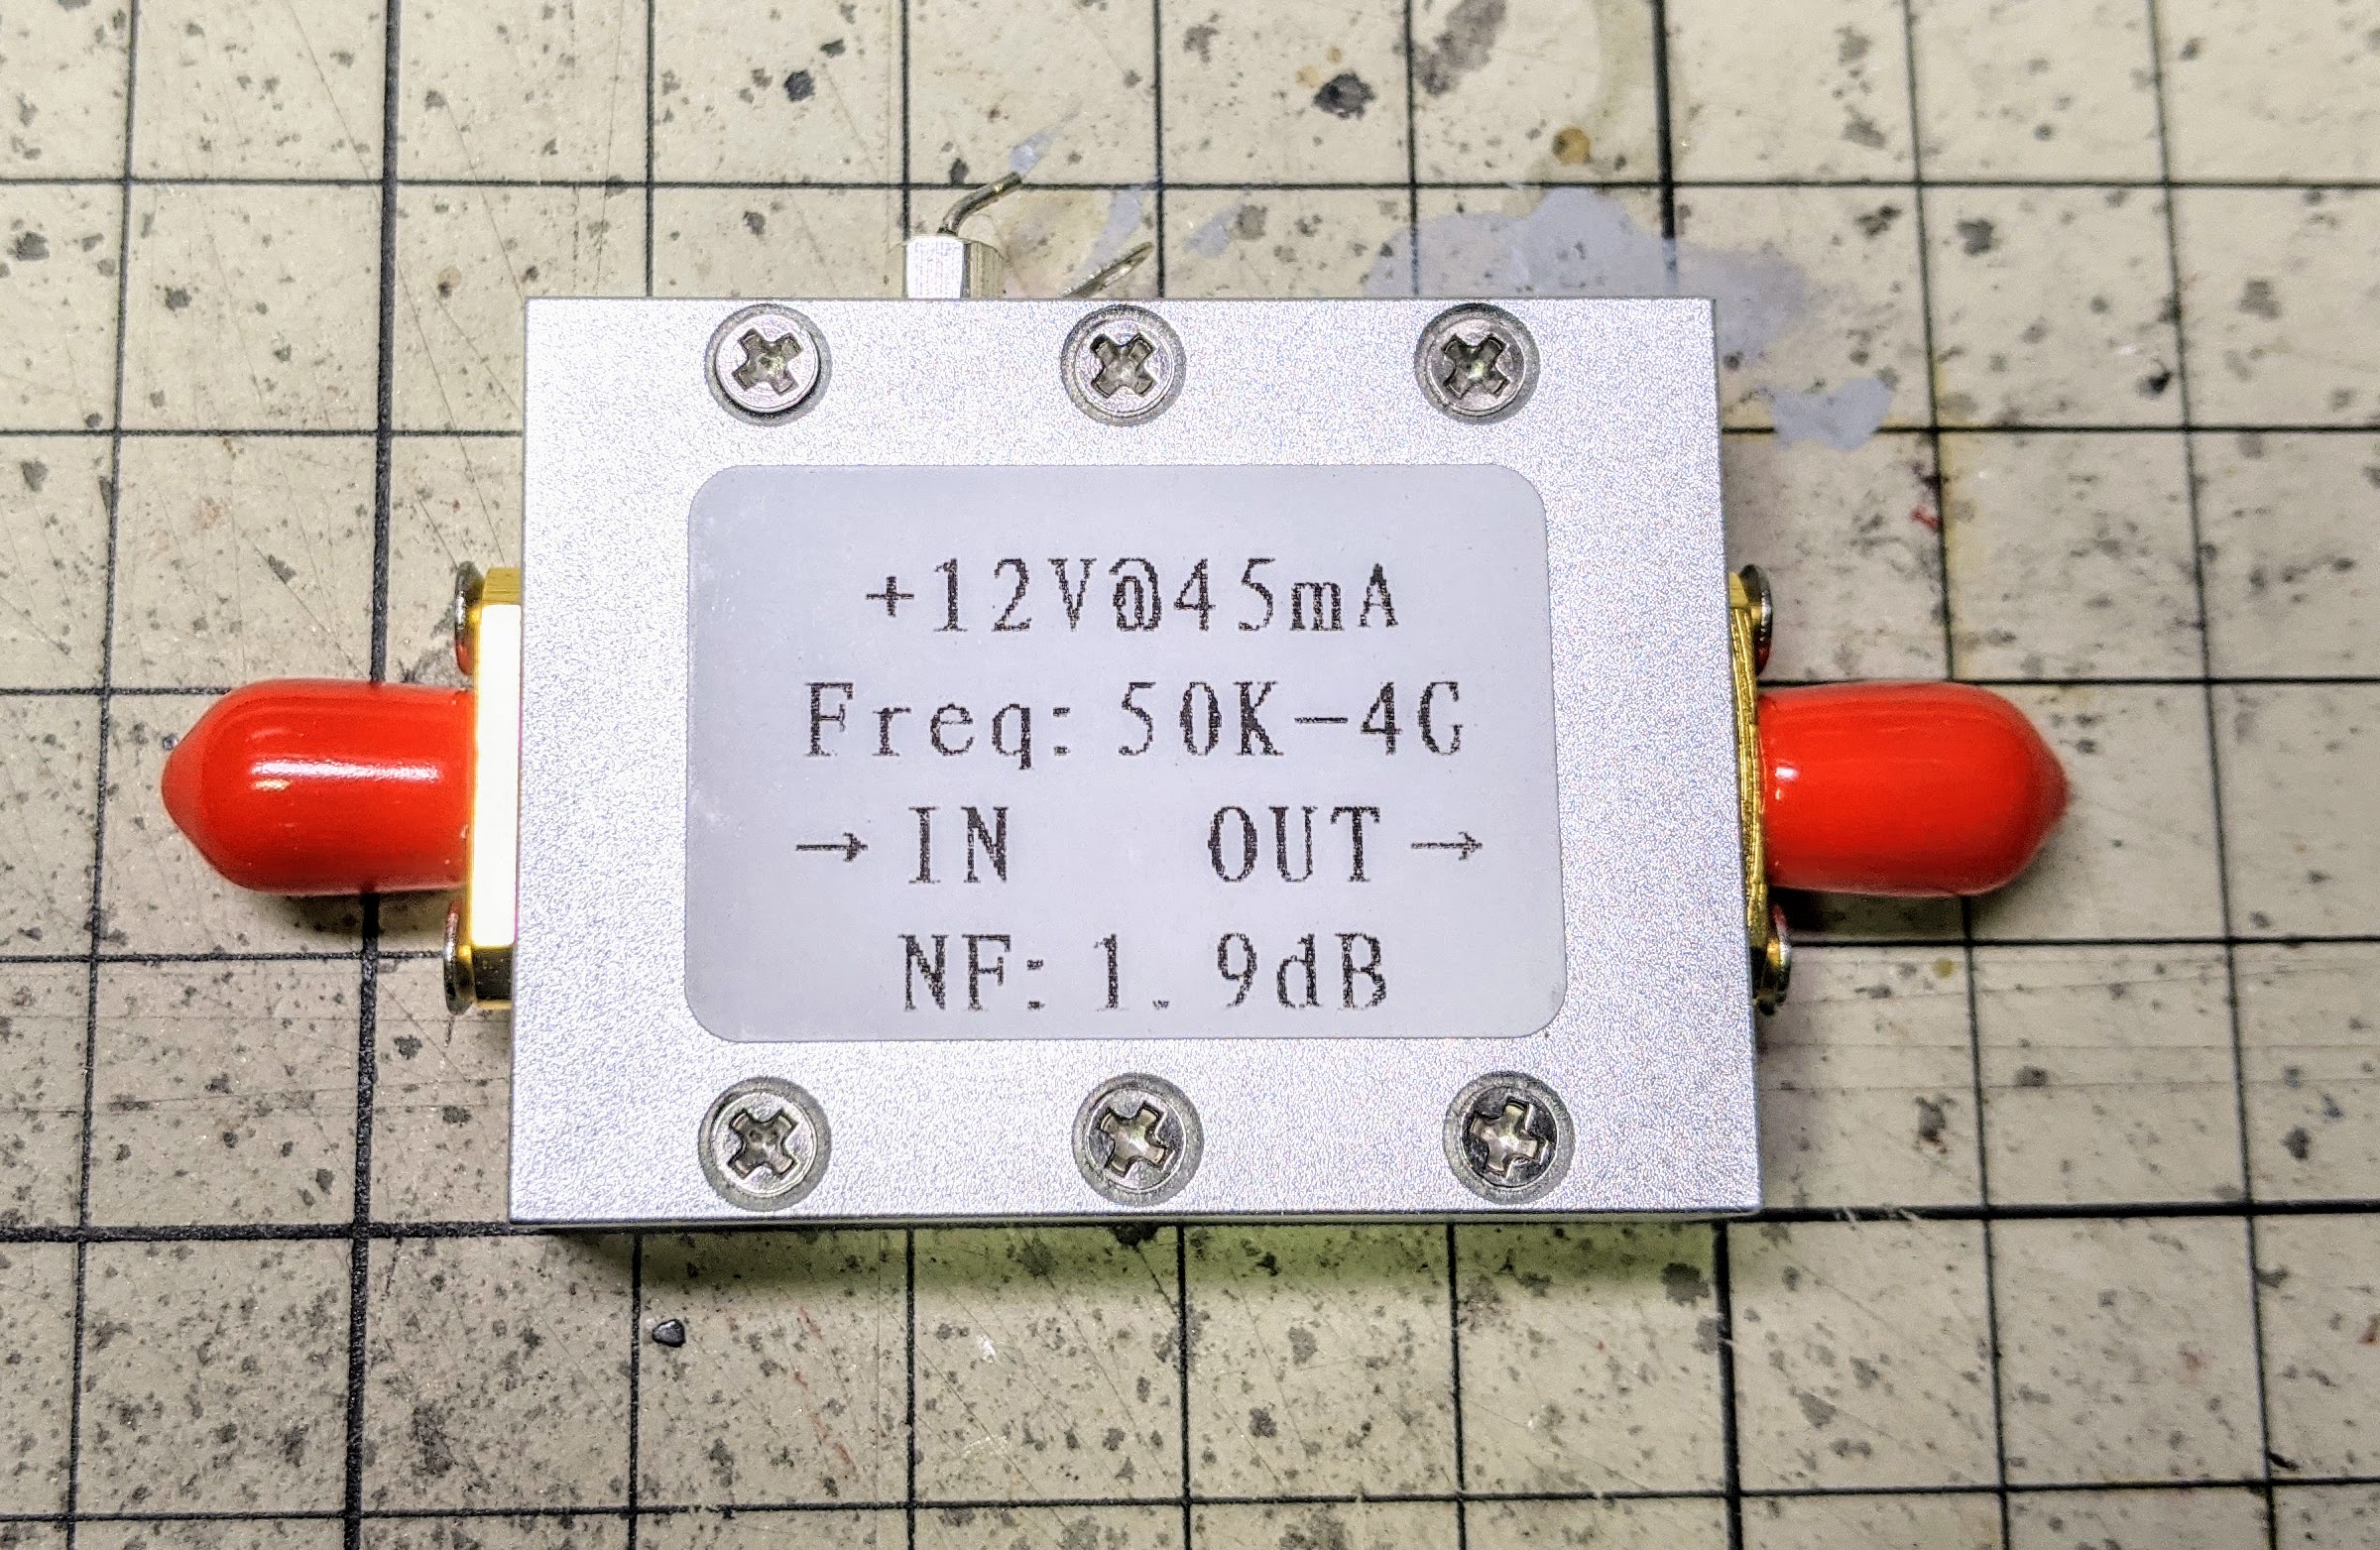 +12V@45mA
Freq: 50K-4G
→IN OUT→
NF: 1.9dB